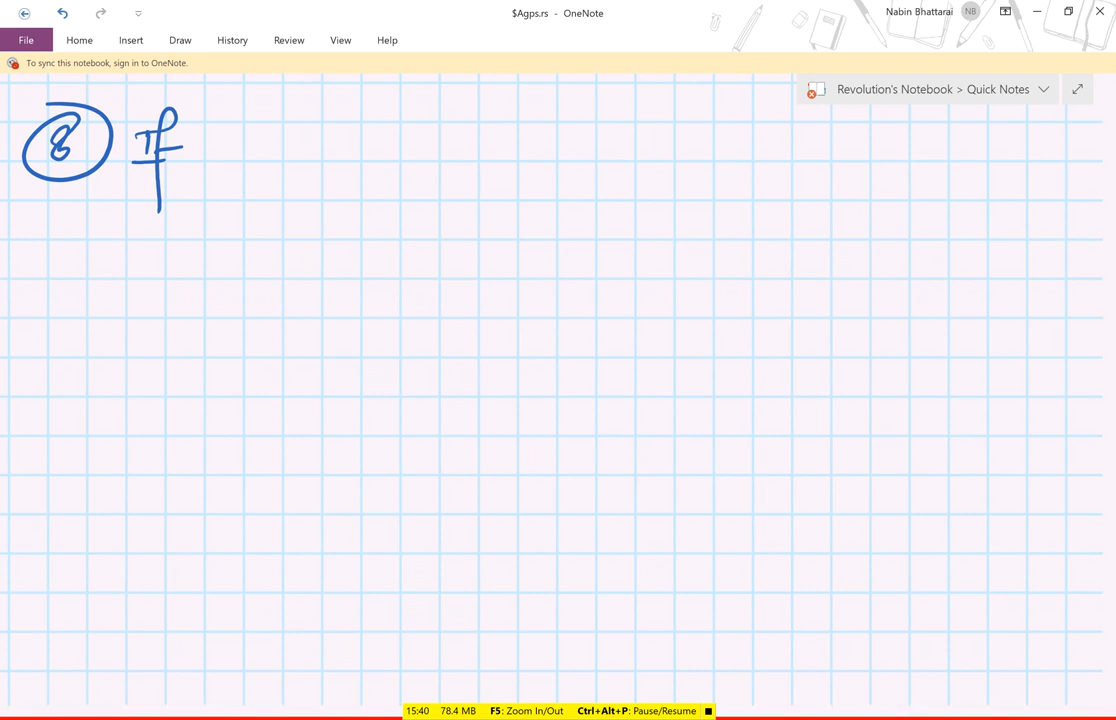 $Agps.rs - OneNote
Nabin Bhattarai NB
File Home Insert Draw History Review View Help
To sync this notebook, sign in to OneNote.
Revolution's Notebook > Quick Notes
8 If
15:40 78.4 MB F5: Zoom In/Out Ctrl+Alt+P: Pause/Resume